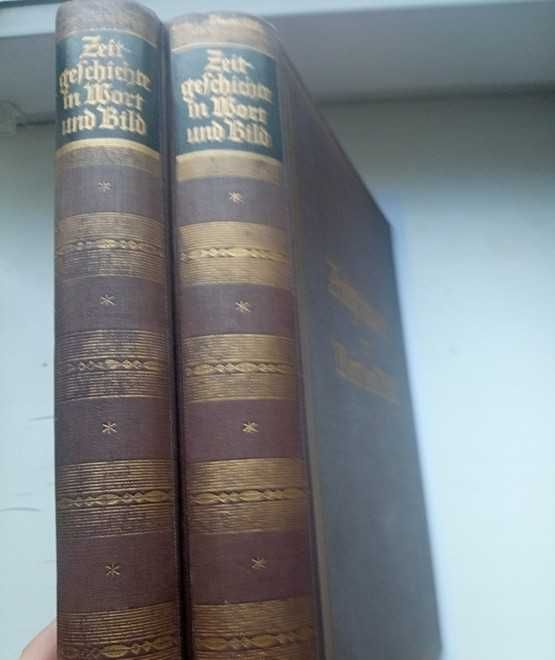 Zeit-
geschichte
in Wort
und Bild
Zeit-
geschichte
in Wort
und Bild